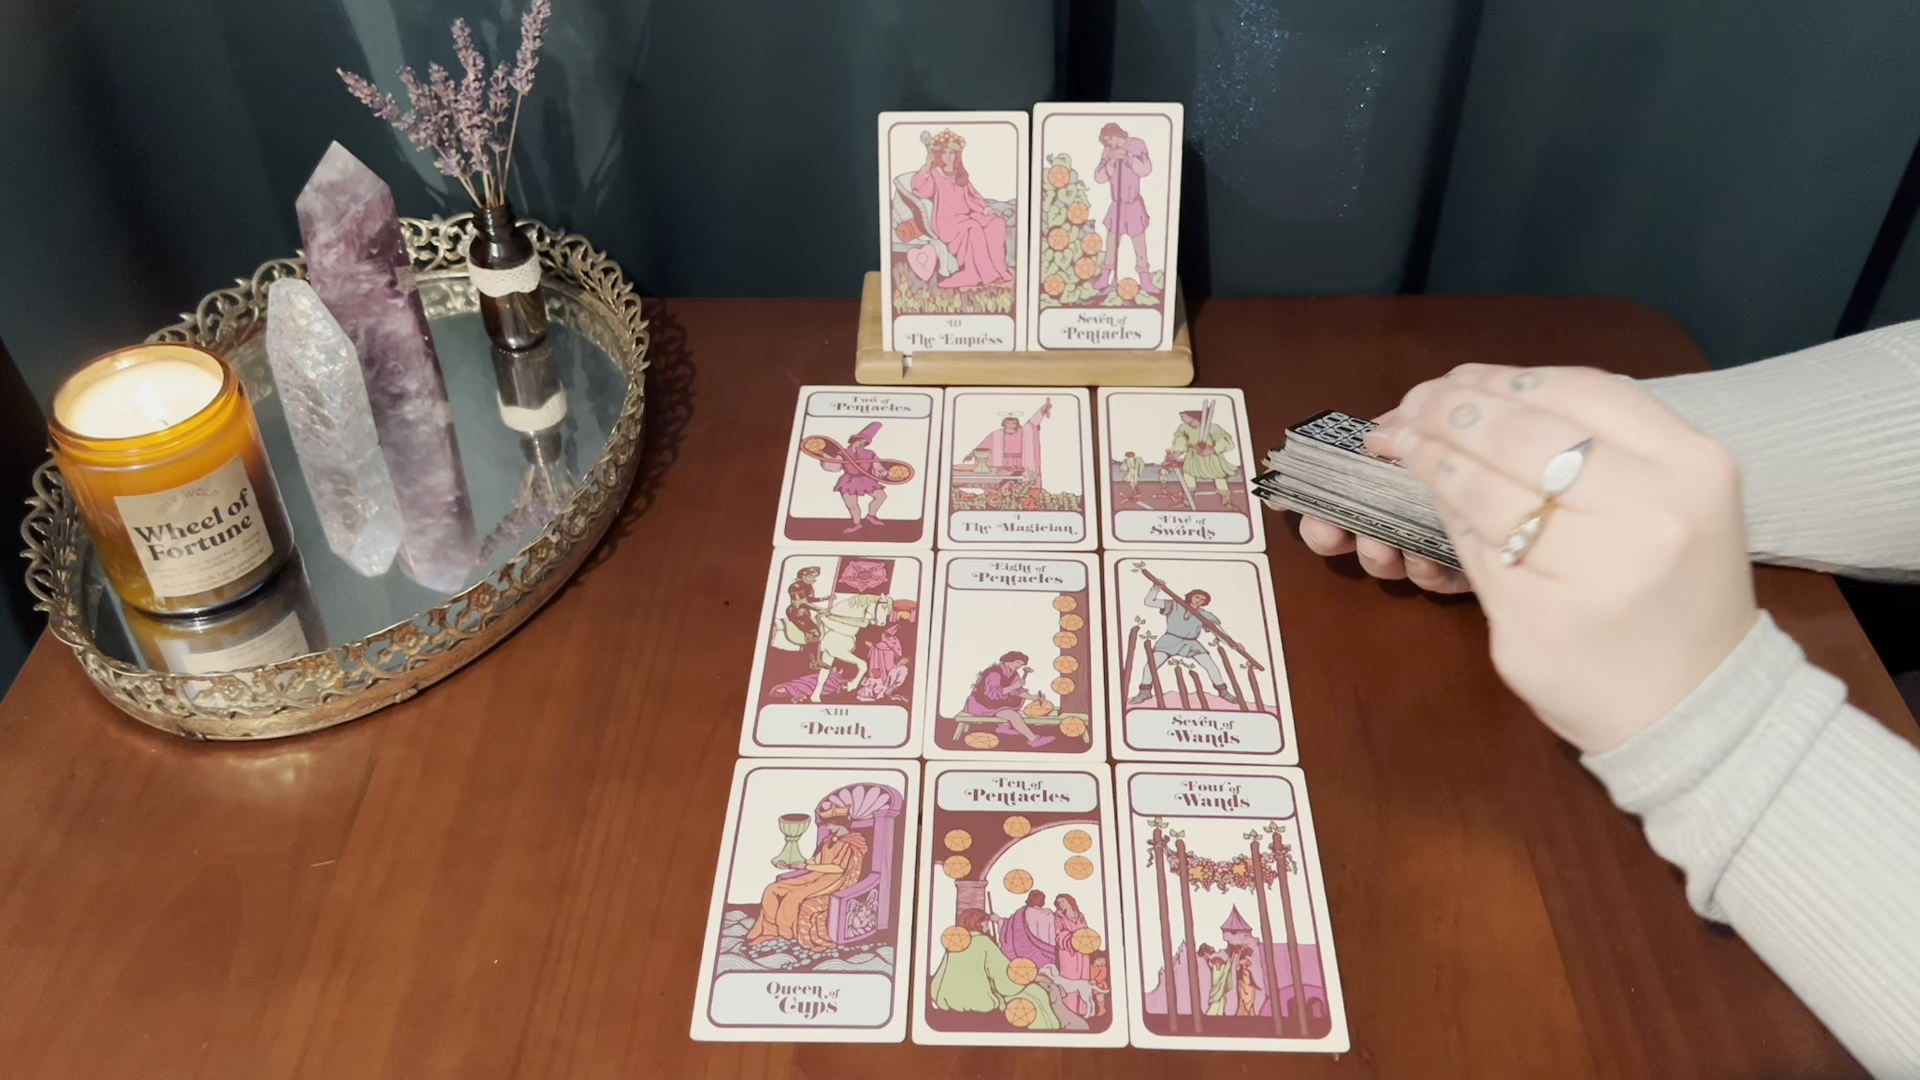 III
The Empress
Seven of
Pentacles
Two of
Pentacles
I
The Magician
Five of
Swords
XIII
Death
Eight of
Pentacles
Seven of
Wands
Queen of
Cups
Ten of
Pentacles
Four of
Wands
Wheel of
Fortune